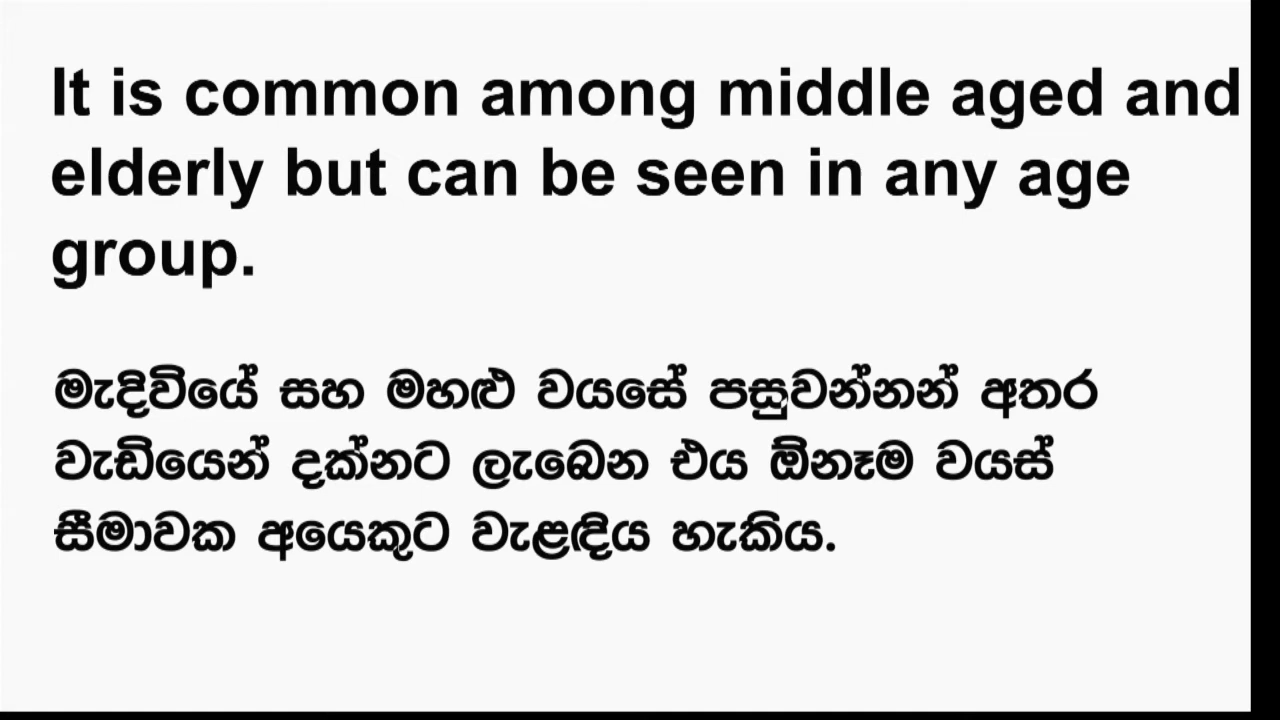 It is common among middle aged and
elderly but can be seen in any age
group.
මැදිවියේ සහ මහළු වයසේ පසුවන්නන් අතර
වැඩියෙන් දක්නට ලැබෙන එය ඕනෑම වයස්
සීමාවක අයෙකුට වැළඳිය හැකිය.